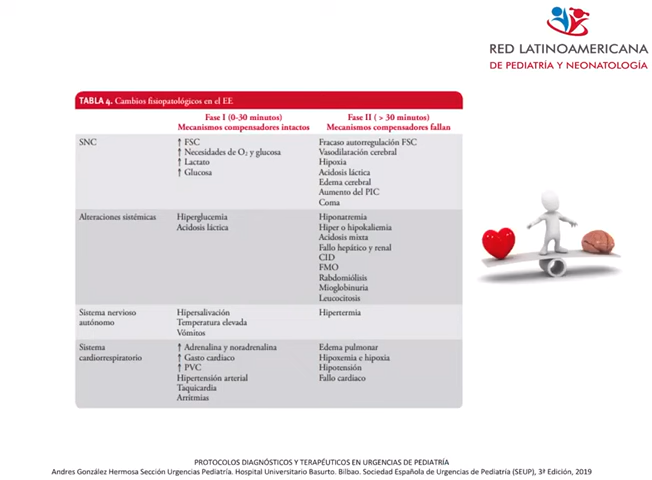 RED LATINOAMERICANA
DE PEDIATRÍA Y NEONATOLOGÍA
TABLA 4. Cambios fisiopatológicos en el EE
Fase I (0-30 minutos)
Mecanismos compensadores intactos
Fase II ( > 30 minutos)
Mecanismos compensadores fallan
SNC
↑ FSC
↑ Necesidades de O2 y glucosa
↑ Lactato
↑ Glucosa
Fracaso autorregulación FSC
Vasodilatación cerebral
Hipoxia
Acidosis láctica
Edema cerebral
Aumento del PIC
Coma
Alteraciones sistémicas
Hiperglucemia
Acidosis láctica
Hiponatremia
Hiper o hipokaliemia
Acidosis mixta
Fallo hepático y renal
CID
FMO
Rabdomiólisis
Mioglobinuria
Leucocitosis
Sistema nervioso
autónomo
Hipersalivación
Temperatura elevada
Vómitos
Hipertermia
Sistema
cardiorrespiratorio
↑ Adrenalina y noradrenalina
↑ Gasto cardiaco
↑ PVC
Hipertensión arterial
Taquicardia
Arritmias
Edema pulmonar
Hipoxemia e hipoxia
Hipotensión
Fallo cardiaco
PROTOCOLOS DIAGNÓSTICOS Y TERAPÉUTICOS EN URGENCIAS DE PEDIATRÍA
Andres González Hermosa Sección Urgencias Pediatría. Hospital Universitario Basurto. Bilbao. Sociedad Española de Urgencias de Pediatría (SEUP), 3ª Edición, 2019